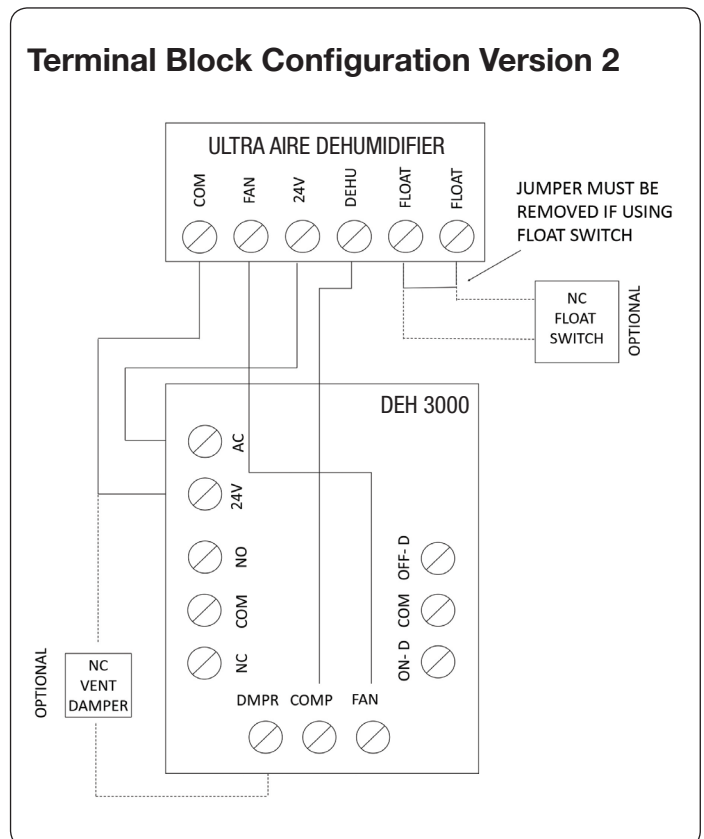 Terminal Block Configuration Version 2
ULTRA AIRE DEHUMIDIFIER
COM
FAN
24V
DEHU
FLOAT
FLOAT
JUMPER MUST BE
REMOVED IF USING
FLOAT SWITCH
NC
FLOAT
SWITCH
OPTIONAL
DEH 3000
AC
24V
NO
COM
NC
OFF- D
COM
ON- D
OPTIONAL
NC
VENT
DAMPER
DMPR
COMP
FAN